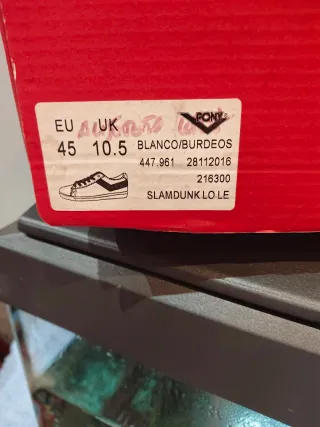 EU UK PONY
45 10.5 BLANCO/BURDEOS
447.961 28112016
216300
SLAMDUNK LO LE